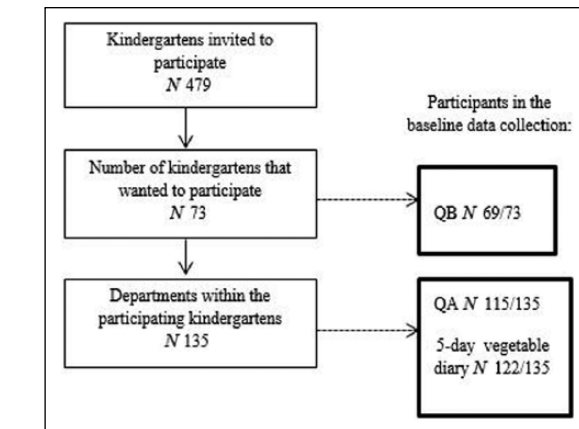 Kindergartens invited to
participate
N 479
Participants in the
baseline data collection:
Number of kindergartens that
wanted to participate
N 73
QB N 69/73
Departments within the
participating kindergartens
N 135
QA N 115/135
5-day vegetable
diary N 122/135